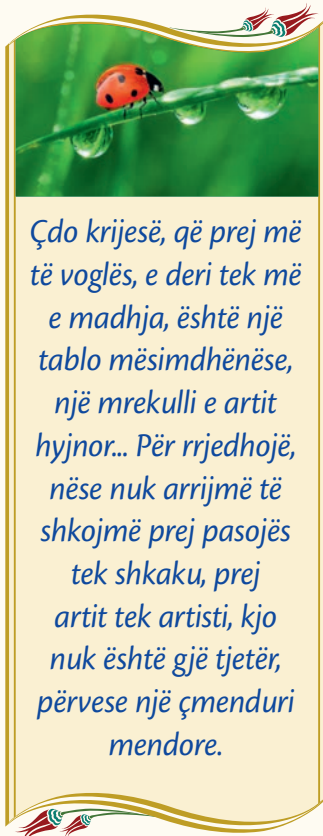 Çdo krijesë, që prej më
të voglës, e deri tek më
e madhja, është një
tablo mësimdhënëse,
një mrekulli e artit
hyjnor... Për rrjedhojë,
nëse nuk arrijmë të
shkojmë prej pasojës
tek shkaku, prej
artit tek artisti, kjo
nuk është gjë tjetër,
përvese një çmenduri
mendore.